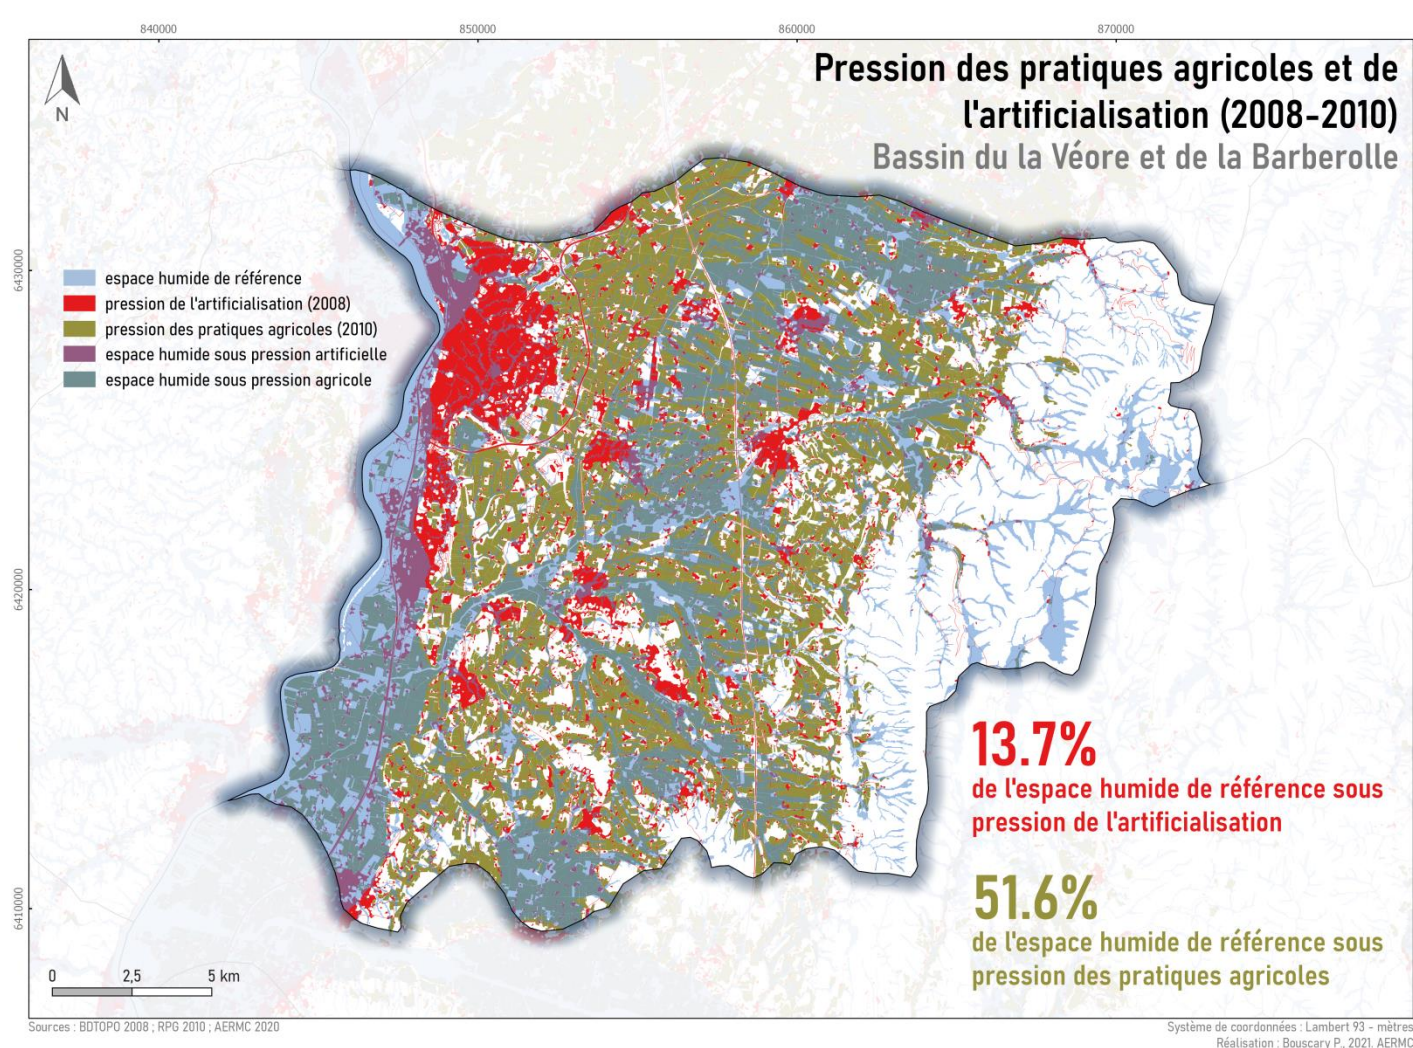 840000
850000
860000
870000
Pression des pratiques agricoles et de
l'artificialisation (2008-2010)
Bassin du la Véore et de la Barberolle
N
6430000
6420000
6410000
espace humide de référence
pression de l'artificialisation (2008)
pression des pratiques agricoles (2010)
espace humide sous pression artificielle
espace humide sous pression agricole
13.7%
de l'espace humide de référence sous
pression de l'artificialisation
51.6%
de l'espace humide de référence sous
pression des pratiques agricoles
0 2,5 5 km
Sources : BDTOPO 2008 ; RPG 2010 ; AERMC 2020
Système de coordonnées : Lambert 93 - mètres
Réalisation : Bouscary P., 2021. AERMC